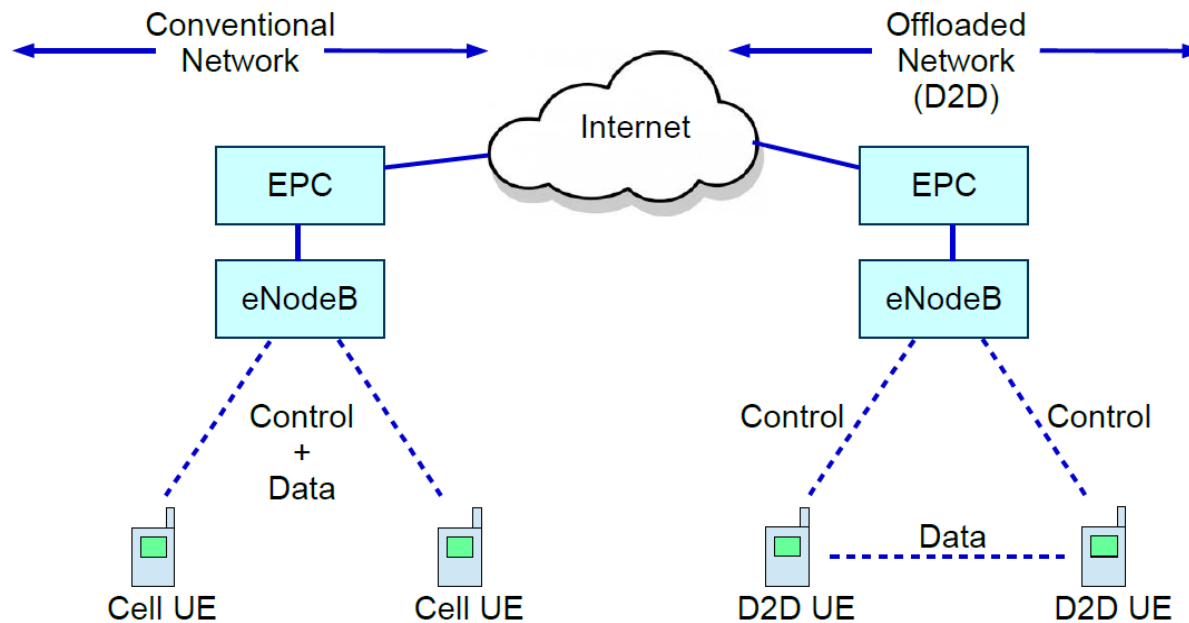 Conventional
Network
Offloaded
Network
(D2D)
Internet
EPC
EPC
eNodeB
eNodeB
Control
+
Data
Control
Control
Data
Cell UE
Cell UE
D2D UE
D2D UE